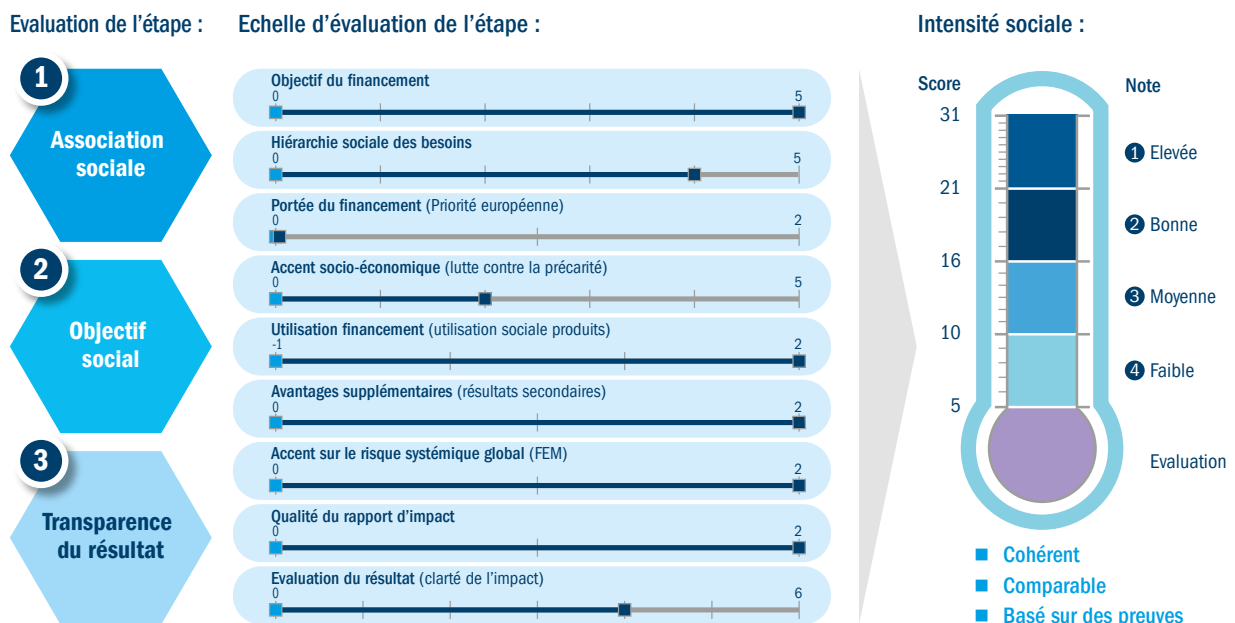 Evaluation de l'étape :
Echelle d'évaluation de l'étape :
Intensité sociale :
1
Association
sociale
2
Objectif
social
3
Transparence
du résultat
Objectif du financement
0 5
Hiérarchie sociale des besoins
0 5
Portée du financement (Priorité européenne)
0 2
Accent socio-économique (lutte contre la précarité)
0 5
Utilisation financement (utilisation sociale produits)
-1 2
Avantages supplémentaires (résultats secondaires)
0 2
Accent sur le risque systémique global (FEM)
0 2
Qualité du rapport d'impact
0 2
Evaluation du résultat (clarté de l'impact)
0 6
Score
Note
31
1 Elevée
21
2 Bonne
16
3 Moyenne
10
4 Faible
5
Evaluation
Cohérent
Comparable
Basé sur des preuves